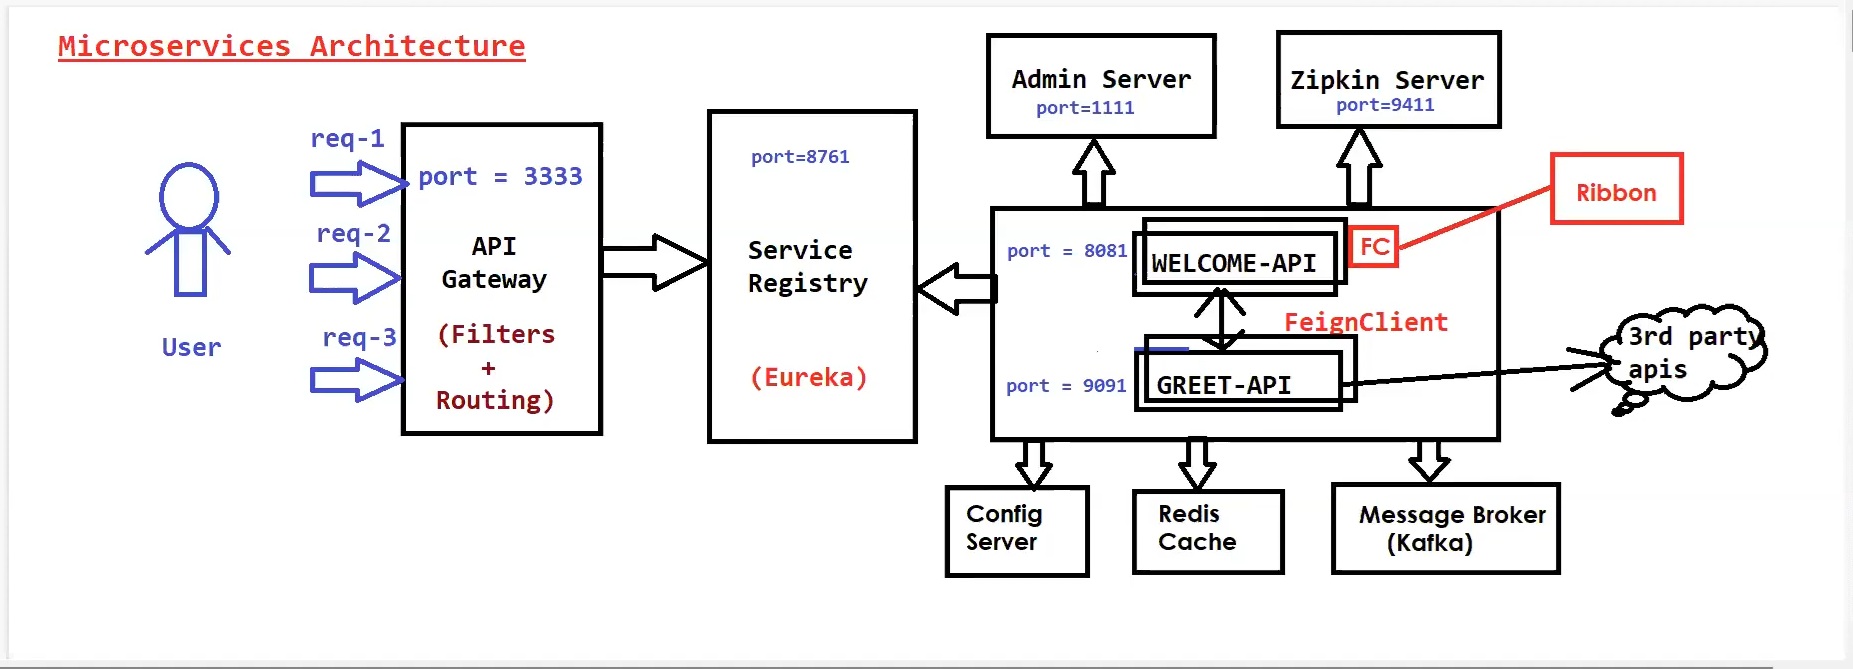 Microservices Architecture
User
req-1
req-2
req-3
port = 3333
API
Gateway
(Filters
+
Routing)
port=8761
Service
Registry
(Eureka)
Admin Server
port=1111
Zipkin Server
port=9411
Ribbon
port = 8081
WELCOME-API
FC
FeignClient
port = 9091
GREET-API
3rd party
apis
Config
Server
Redis
Cache
Message Broker
(Kafka)